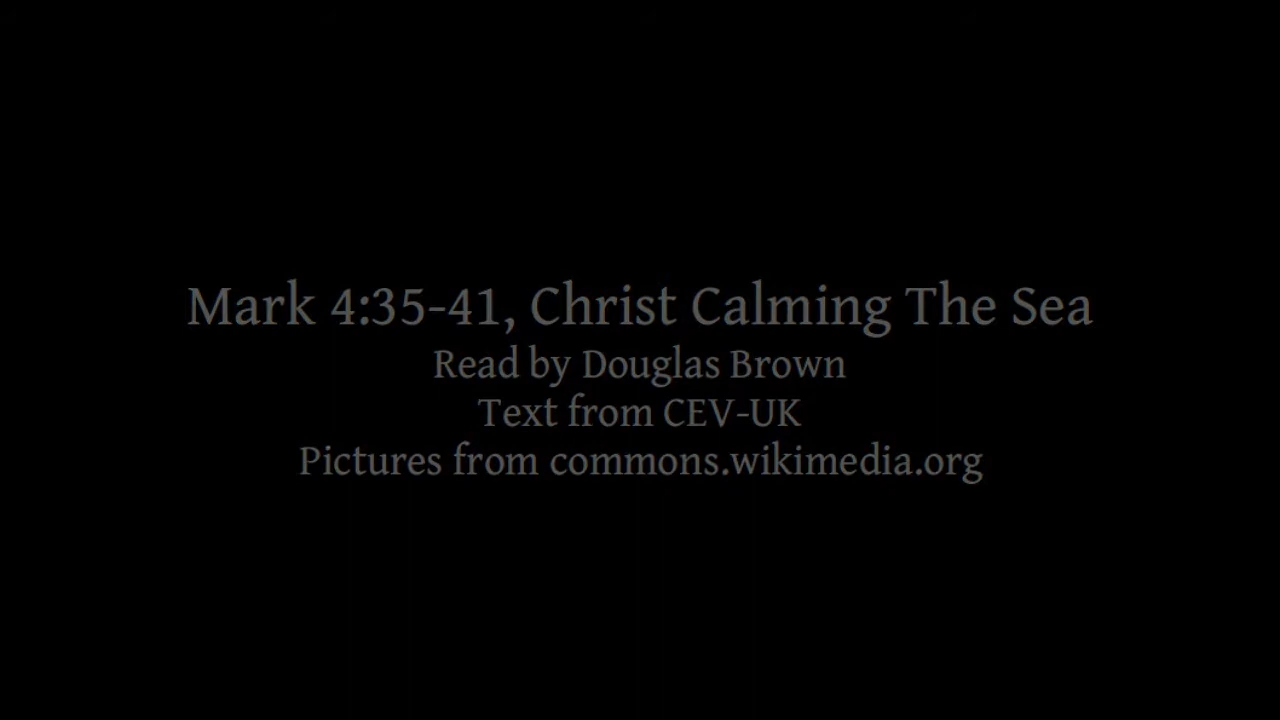 Mark 4:35-41, Christ Calming The Sea
Read by Douglas Brown
Text from CEV-UK
Pictures from commons.wikimedia.org